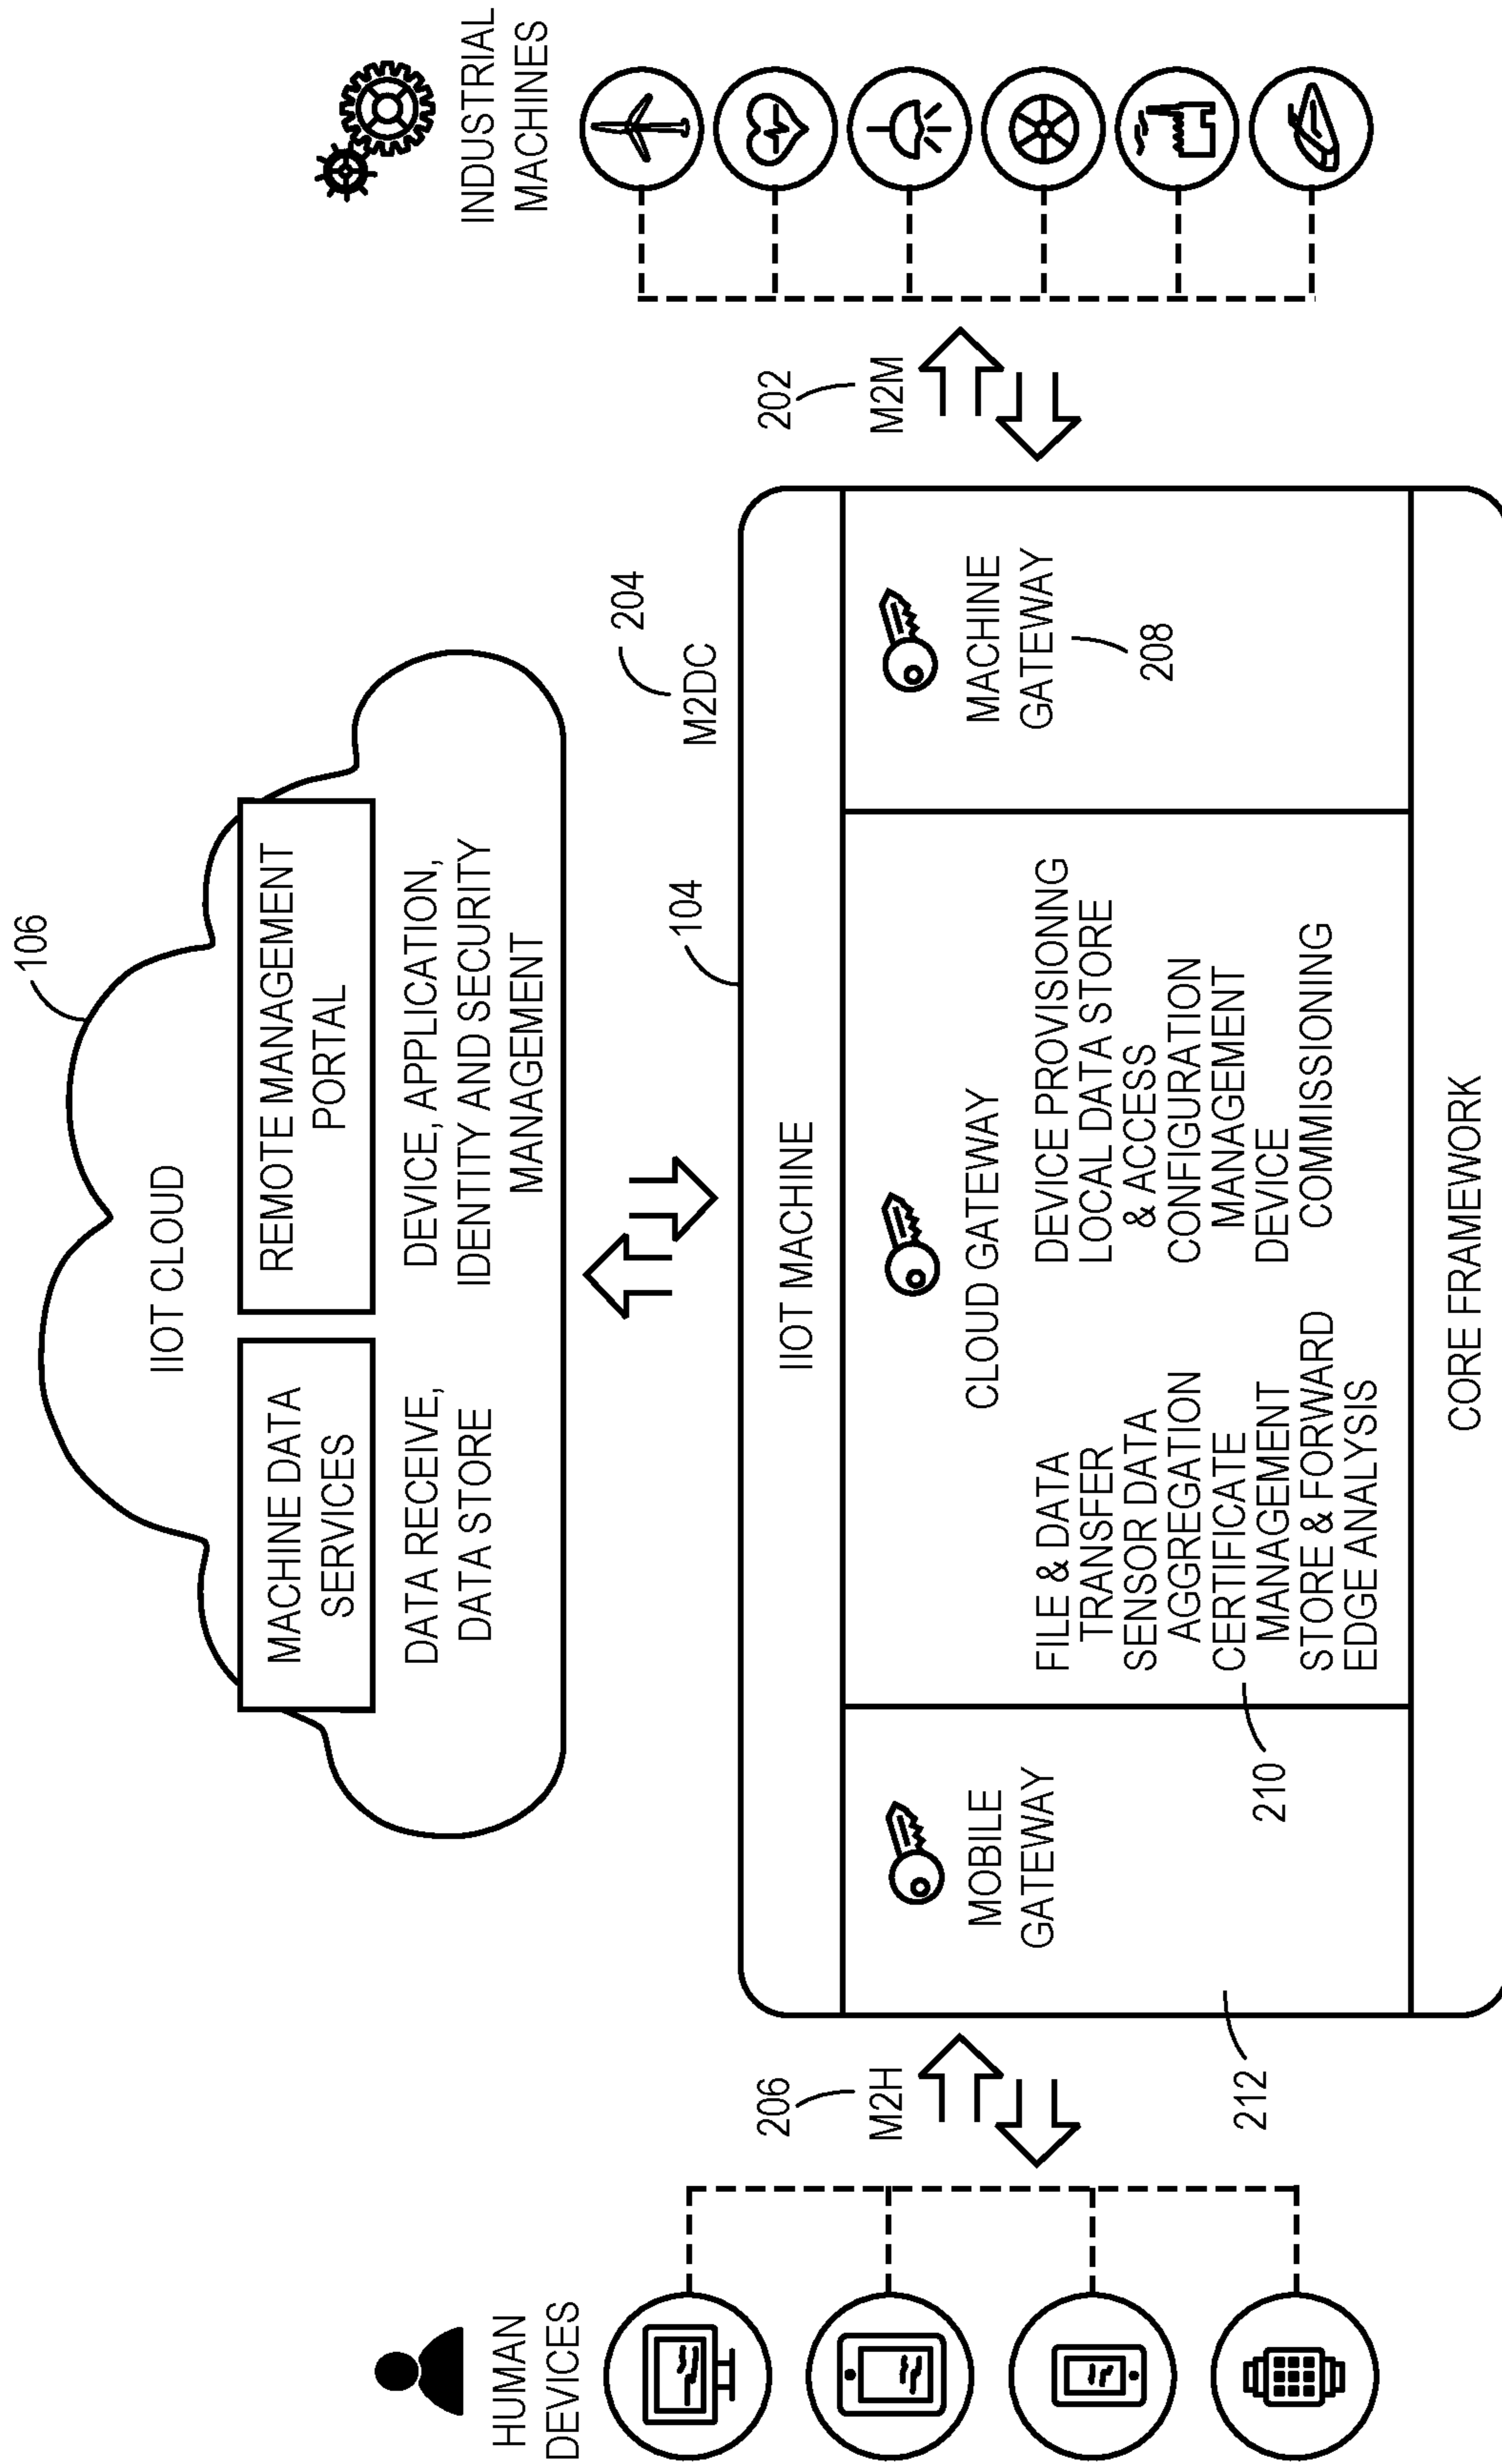 106
IIOT CLOUD
MACHINE DATA
SERVICES
DATA RECEIVE,
DATA STORE
REMOTE MANAGEMENT
PORTAL
DEVICE, APPLICATION,
IDENTITY AND SECURITY
MANAGEMENT
HUMAN
DEVICES
206
M2H
212
204
M2DC
104
IIOT MACHINE
MOBILE
GATEWAY
CLOUD GATEWAY
FILE & DATA
TRANSFER
SENSOR DATA
AGGREGATION
CERTIFICATE
MANAGEMENT
STORE & FORWARD
EDGE ANALYSIS
210
DEVICE PROVISIONNG
LOCAL DATA STORE
& ACCESS
CONFIGURATION
MANAGEMENT
DEVICE
COMMISSIONING
MACHINE
GATEWAY
208
CORE FRAMEWORK
202
M2M
INDUSTRIAL
MACHINES